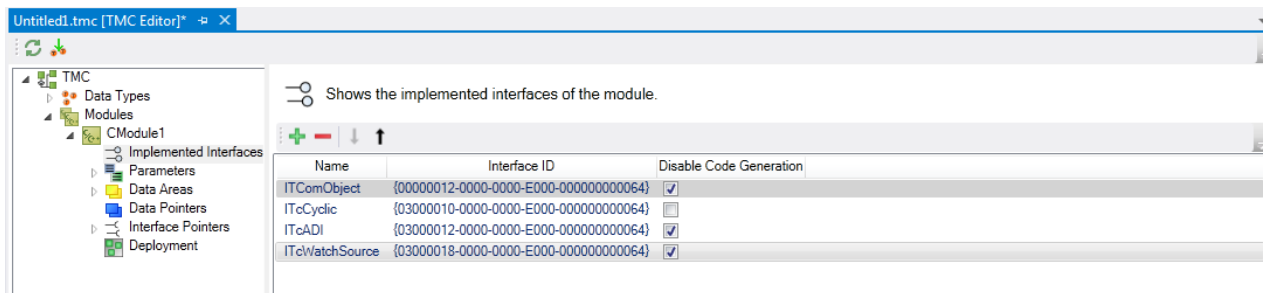 Untitled1.tmc [TMC Editor]*
TMC
Data Types
Modules
CModule1
Implemented Interfaces
Parameters
Data Areas
Data Pointers
Interface Pointers
Deployment
Shows the implemented interfaces of the module.
Name Interface ID Disable Code Generation
ITComObject {00000012-0000-0000-E000-000000000064}
ITcCyclic {03000010-0000-0000-E000-000000000064}
ITcADI {03000012-0000-0000-E000-000000000064}
ITcWatchSource {03000018-0000-0000-E000-000000000064}